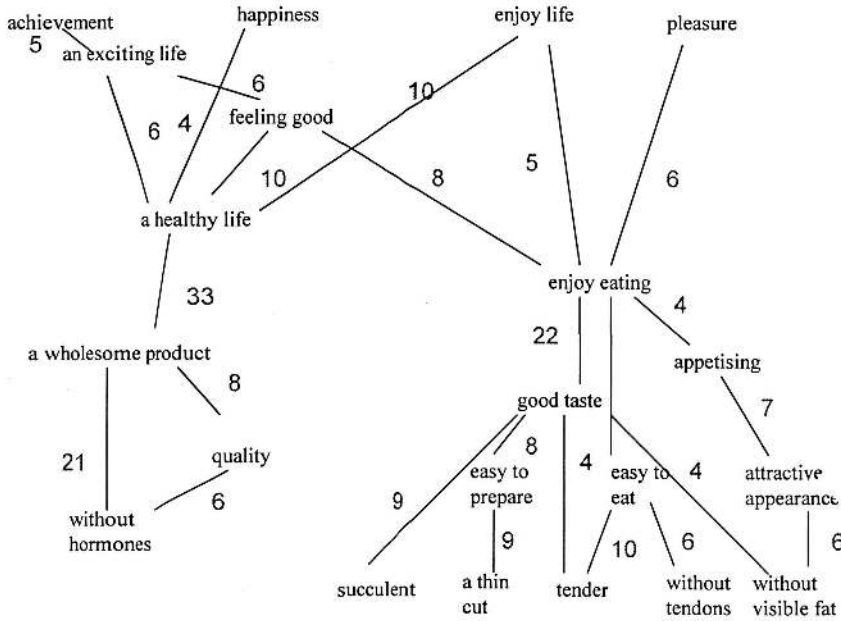 achievement
happiness
enjoy life
pleasure
5
an exciting life
6
10
feeling good
6
4
10
8
5
6
a healthy life
33
enjoy eating
4
22
a wholesome product
appetising
8
7
good taste
21
quality
8
4
4
9
easy to
prepare
easy to
eat
attractive
appearance
6
without
hormones
9
10
6
6
succulent
a thin
cut
tender
without
tendons
without
visible fat